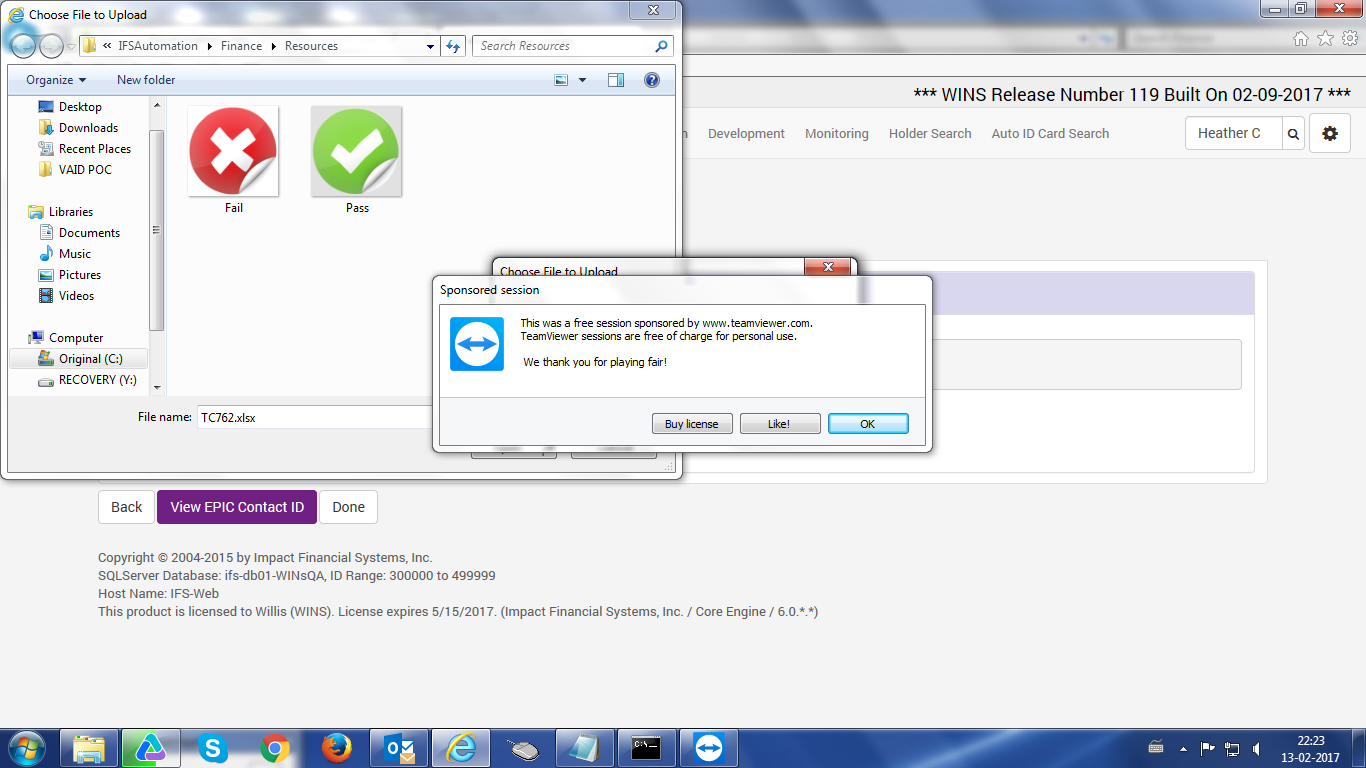 Choose File to Upload
« IFSAutomation Finance Resources
Search Resources
Organize
New folder
*** WINS Release Number 119 Built On 02-09-2017 ***
Development
Monitoring
Holder Search
Auto ID Card Search
Heather C
Desktop
Downloads
Recent Places
VAID POC
Libraries
Documents
Music
Pictures
Videos
Computer
Original (C:)
RECOVERY (Y:)
Fail
Pass
File name:
TC762.xlsx
Choose File to Upload
Sponsored session
This was a free session sponsored by www.teamviewer.com.
TeamViewer sessions are free of charge for personal use.
We thank you for playing fair!
Buy license
Like!
OK
Back
View EPIC Contact ID
Done
Copyright © 2004-2015 by Impact Financial Systems, Inc.
SQLServer Database: ifs-db01-WINsQA, ID Range: 300000 to 499999
Host Name: IFS-Web
This product is licensed to Willis (WINS). License expires 5/15/2017. (Impact Financial Systems, Inc. / Core Engine / 6.0.*.*)
22:23
13-02-2017